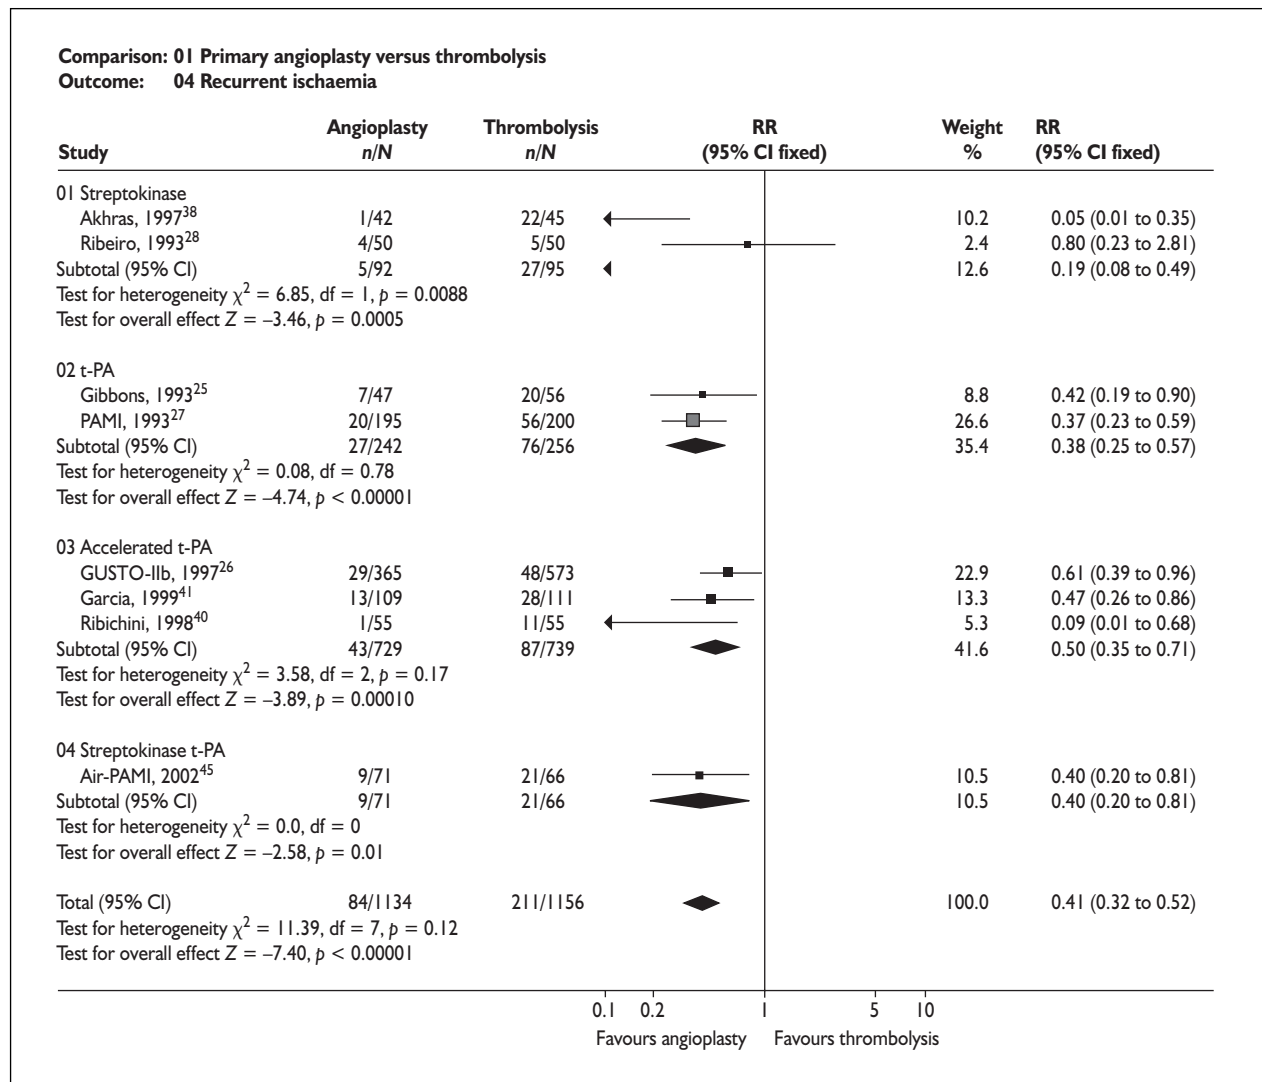 Comparison: 01 Primary angioplasty versus thrombolysis
Outcome: 04 Recurrent ischaemia
Angioplasty Thrombolysis RR Weight RR
Study n/N n/N (95% CI fixed) % (95% CI fixed)
01 Streptokinase
Akhras, 1997³⁸ 1/42 22/45 10.2 0.05 (0.01 to 0.35)
Ribeiro, 1993²⁸ 4/50 5/50 2.4 0.80 (0.23 to 2.81)
Subtotal (95% CI) 5/92 27/95 12.6 0.19 (0.08 to 0.49)
Test for heterogeneity χ² = 6.85, df = 1, p = 0.0088
Test for overall effect Z = –3.46, p = 0.0005
02 t-PA
Gibbons, 1993²⁵ 7/47 20/56 8.8 0.42 (0.19 to 0.90)
PAMI, 1993²⁷ 20/195 56/200 26.6 0.37 (0.23 to 0.59)
Subtotal (95% CI) 27/242 76/256 35.4 0.38 (0.25 to 0.57)
Test for heterogeneity χ² = 0.08, df = 0.78
Test for overall effect Z = –4.74, p < 0.00001
03 Accelerated t-PA
GUSTO-IIb, 1997²⁶ 29/365 48/573 22.9 0.61 (0.39 to 0.96)
Garcia, 1999⁴¹ 13/109 28/111 13.3 0.47 (0.26 to 0.86)
Ribichini, 1998⁴⁰ 1/55 11/55 5.3 0.09 (0.01 to 0.68)
Subtotal (95% CI) 43/729 87/739 41.6 0.50 (0.35 to 0.71)
Test for heterogeneity χ² = 3.58, df = 2, p = 0.17
Test for overall effect Z = –3.89, p = 0.00010
04 Streptokinase t-PA
Air-PAMI, 2002⁴⁵ 9/71 21/66 10.5 0.40 (0.20 to 0.81)
Subtotal (95% CI) 9/71 21/66 10.5 0.40 (0.20 to 0.81)
Test for heterogeneity χ² = 0.0, df = 0
Test for overall effect Z = –2.58, p = 0.01
Total (95% CI) 84/1134 211/1156 100.0 0.41 (0.32 to 0.52)
Test for heterogeneity χ² = 11.39, df = 7, p = 0.12
Test for overall effect Z = –7.40, p < 0.00001
0.1 0.2 1 5 10
Favours angioplasty Favours thrombolysis